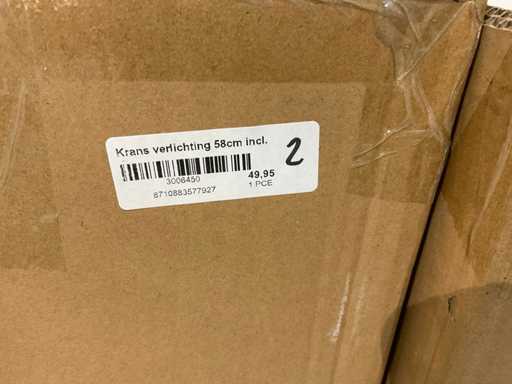 Krans verlichting 58cm incl.
2
3006450
49,95
8710883577927
1 PCE